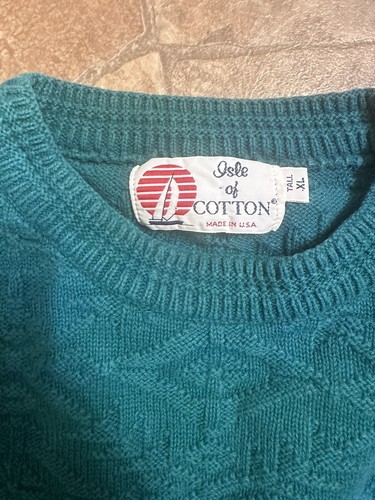 Isle
of
COTTON®
MADE IN U.S.A.
TALL
XL